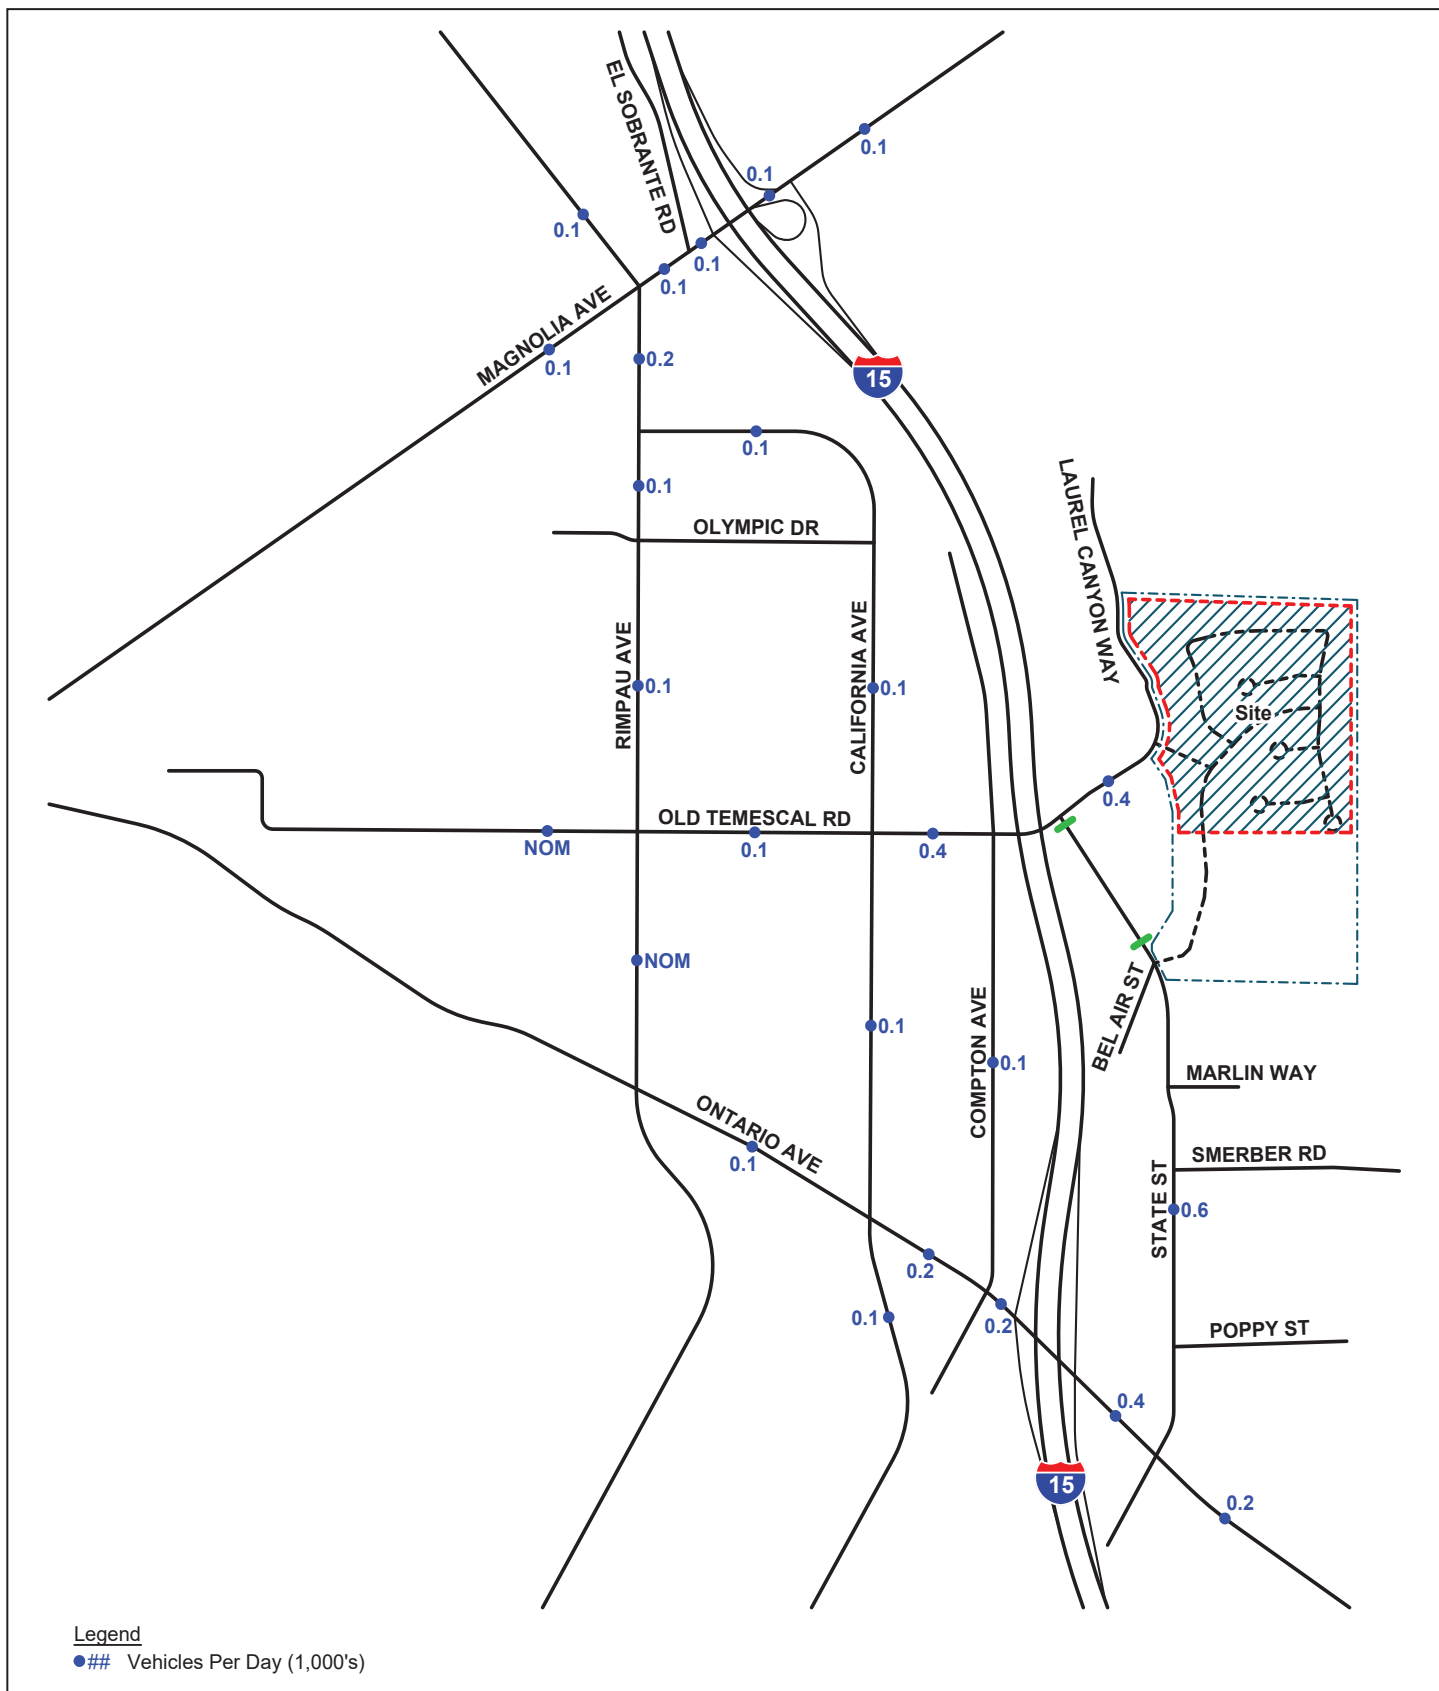 EL SOBRANTE RD
0.1
0.1
0.1
0.1
0.1
MAGNOLIA AVE
0.1
0.2
15
0.1
0.1
OLYMPIC DR
LAUREL CANYON WAY
RIMPAU AVE
0.1
CALIFORNIA AVE
0.1
Site
0.4
OLD TEMESCAL RD
NOM
0.1
0.4
NOM
0.1
COMPTON AVE
0.1
BEL AIR ST
MARLIN WAY
ONTARIO AVE
0.1
SMERBER RD
STATE ST
0.6
0.2
0.1
0.2
POPPY ST
0.4
15
0.2
Legend
## Vehicles Per Day (1,000's)